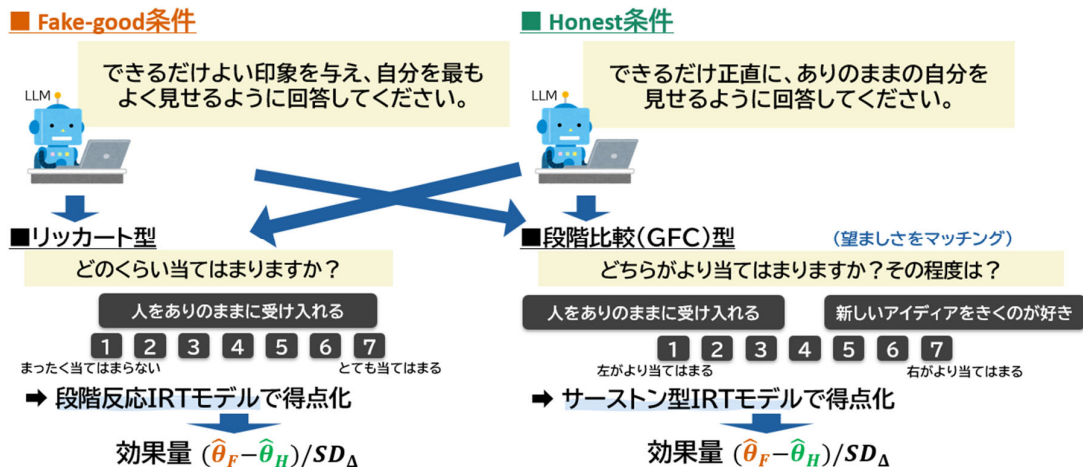 ■ Fake-good条件
できるだけよい印象を与え、自分を最も
よく見せるように回答してください。
LLM
■ Honest条件
できるだけ正直に、ありのままの自分を
見せるように回答してください。
LLM
■リッカート型
どのくらい当てはまりますか?
人をありのままに受け入れる
1 2 3 4 5 6 7
まったく当てはまらない とても当てはまる
➡ 段階反応IRTモデルで得点化
効果量 (θ̂_F−θ̂_H)/SD_Δ
■段階比較(GFC)型 (望ましさをマッチング)
どちらがより当てはまりますか?その程度は?
人をありのままに受け入れる 新しいアイディアをきくのが好き
1 2 3 4 5 6 7
左がより当てはまる 右がより当てはまる
➡ サーストン型IRTモデルで得点化
効果量 (θ̂_F−θ̂_H)/SD_Δ